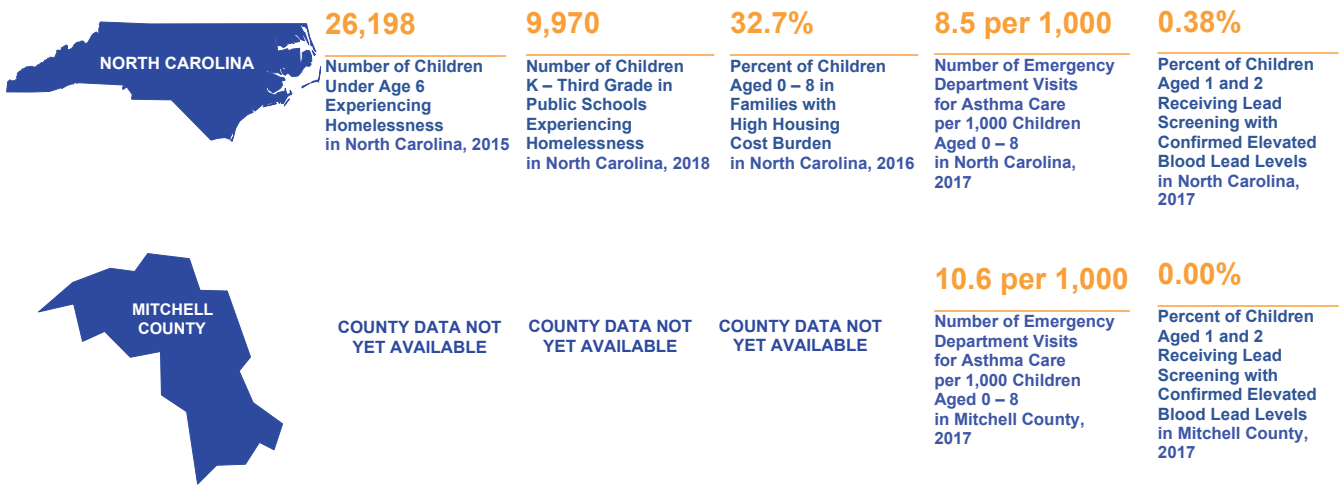 NORTH CAROLINA
26,198
Number of Children
Under Age 6
Experiencing
Homelessness
in North Carolina, 2015
9,970
Number of Children
K – Third Grade in
Public Schools
Experiencing
Homelessness
in North Carolina, 2018
32.7%
Percent of Children
Aged 0 – 8 in
Families with
High Housing
Cost Burden
in North Carolina, 2016
8.5 per 1,000
Number of Emergency
Department Visits
for Asthma Care
per 1,000 Children
Aged 0 – 8
in North Carolina,
2017
0.38%
Percent of Children
Aged 1 and 2
Receiving Lead
Screening with
Confirmed Elevated
Blood Lead Levels
in North Carolina,
2017
MITCHELL
COUNTY
COUNTY DATA NOT
YET AVAILABLE
COUNTY DATA NOT
YET AVAILABLE
COUNTY DATA NOT
YET AVAILABLE
10.6 per 1,000
Number of Emergency
Department Visits
for Asthma Care
per 1,000 Children
Aged 0 – 8
in Mitchell County,
2017
0.00%
Percent of Children
Aged 1 and 2
Receiving Lead
Screening with
Confirmed Elevated
Blood Lead Levels
in Mitchell County,
2017